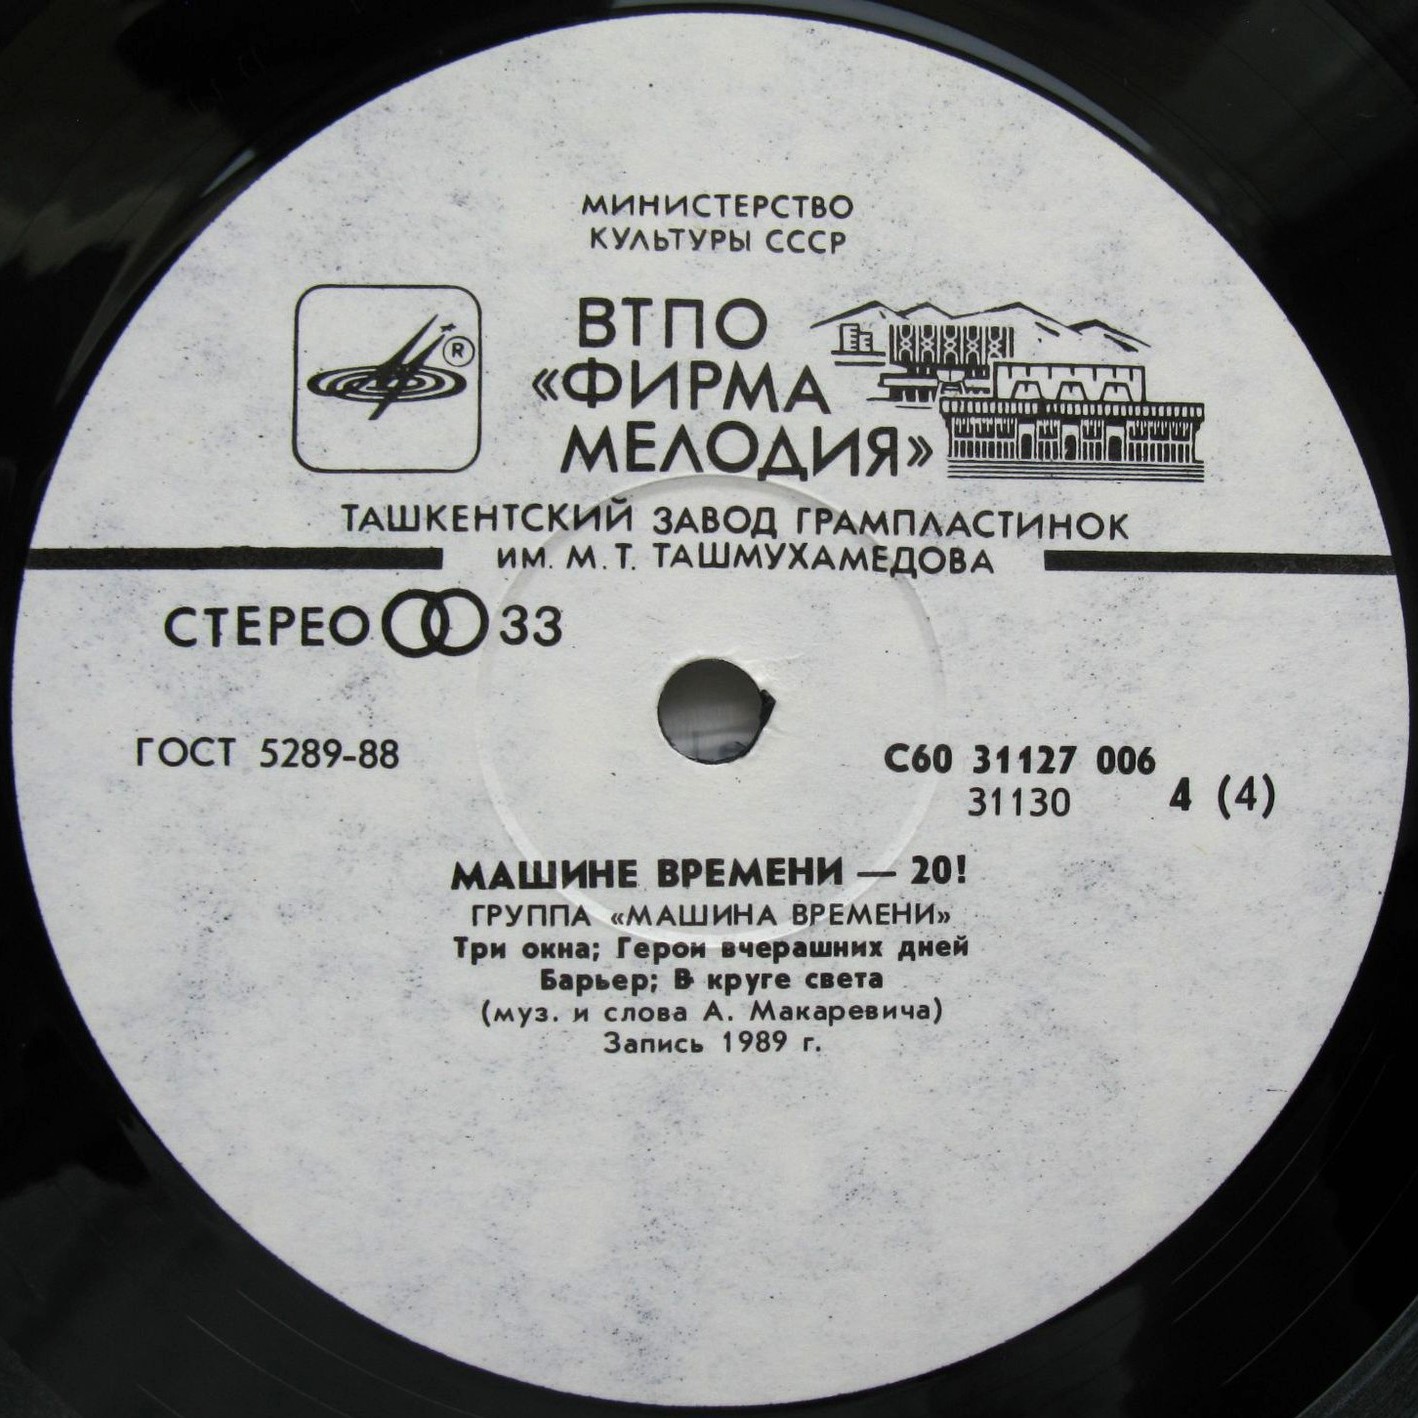 МИНИСТЕРСТВО
КУЛЬТУРЫ СССР
ВТПО
«ФИРМА
МЕЛОДИЯ»
®
ТАШКЕНТСКИЙ ЗАВОД ГРАМПЛАСТИНОК
ИМ. М. Т. ТАШМУХАМЕДОВА
СТЕРЕО 33
ГОСТ 5289-88
С60 31127 006
31130
4 (4)
МАШИНЕ ВРЕМЕНИ — 20!
ГРУППА «МАШИНА ВРЕМЕНИ»
Три окна; Герои вчерашних дней
Барьер; В круге света
(муз. и слова А. Макаревича)
Запись 1989 г.